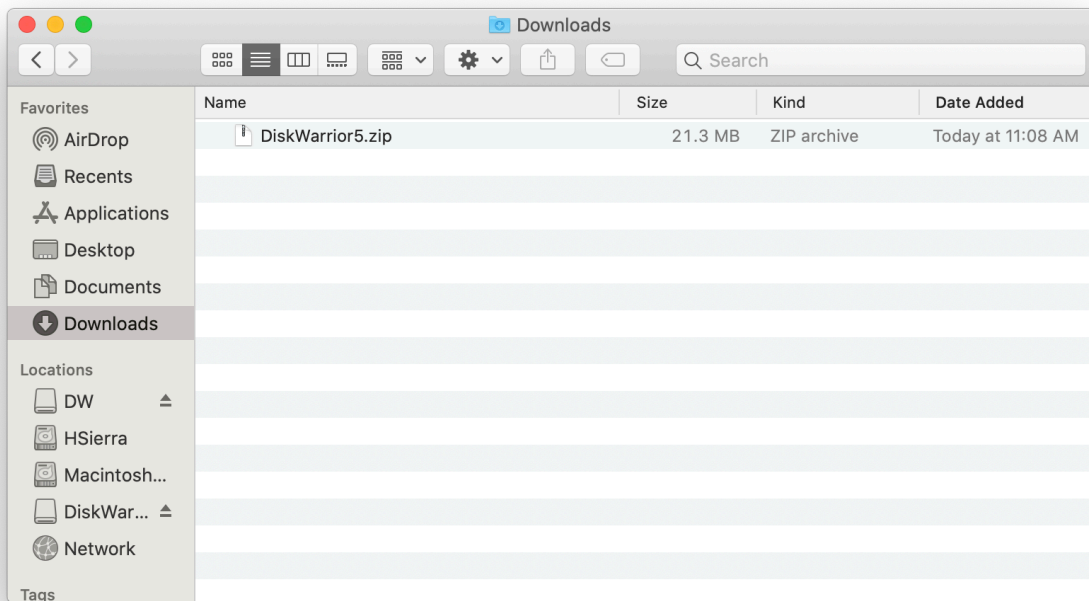 Downloads
Search
Favorites
AirDrop
Recents
Applications
Desktop
Documents
Downloads
Locations
DW
HSierra
Macintosh...
DiskWar...
Network
Tags
Name Size Kind Date Added
DiskWarrior5.zip 21.3 MB ZIP archive Today at 11:08 AM